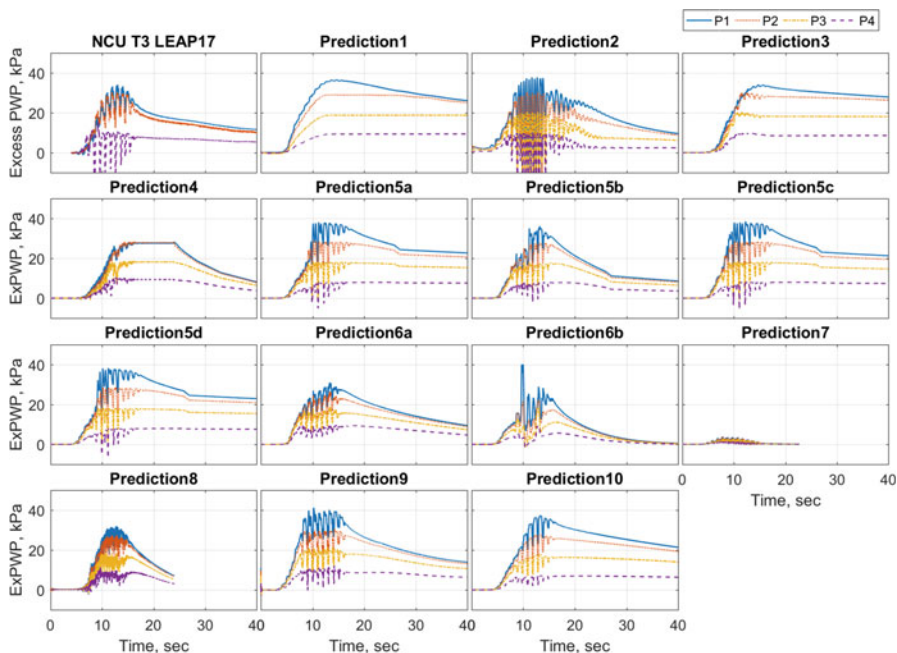 P1 P2 P3 P4
NCU T3 LEAP17 Prediction1 Prediction2 Prediction3
Excess PWP, kPa
40
20
0
Prediction4 Prediction5a Prediction5b Prediction5c
ExPWP, kPa
40
20
0
Prediction5d Prediction6a Prediction6b Prediction7
ExPWP, kPa
40
20
0
0 10 20 30 40
Time, sec
Prediction8 Prediction9 Prediction10
ExPWP, kPa
40
20
0
0 10 20 30 40 0 10 20 30 40 0 10 20 30 40
Time, sec Time, sec Time, sec